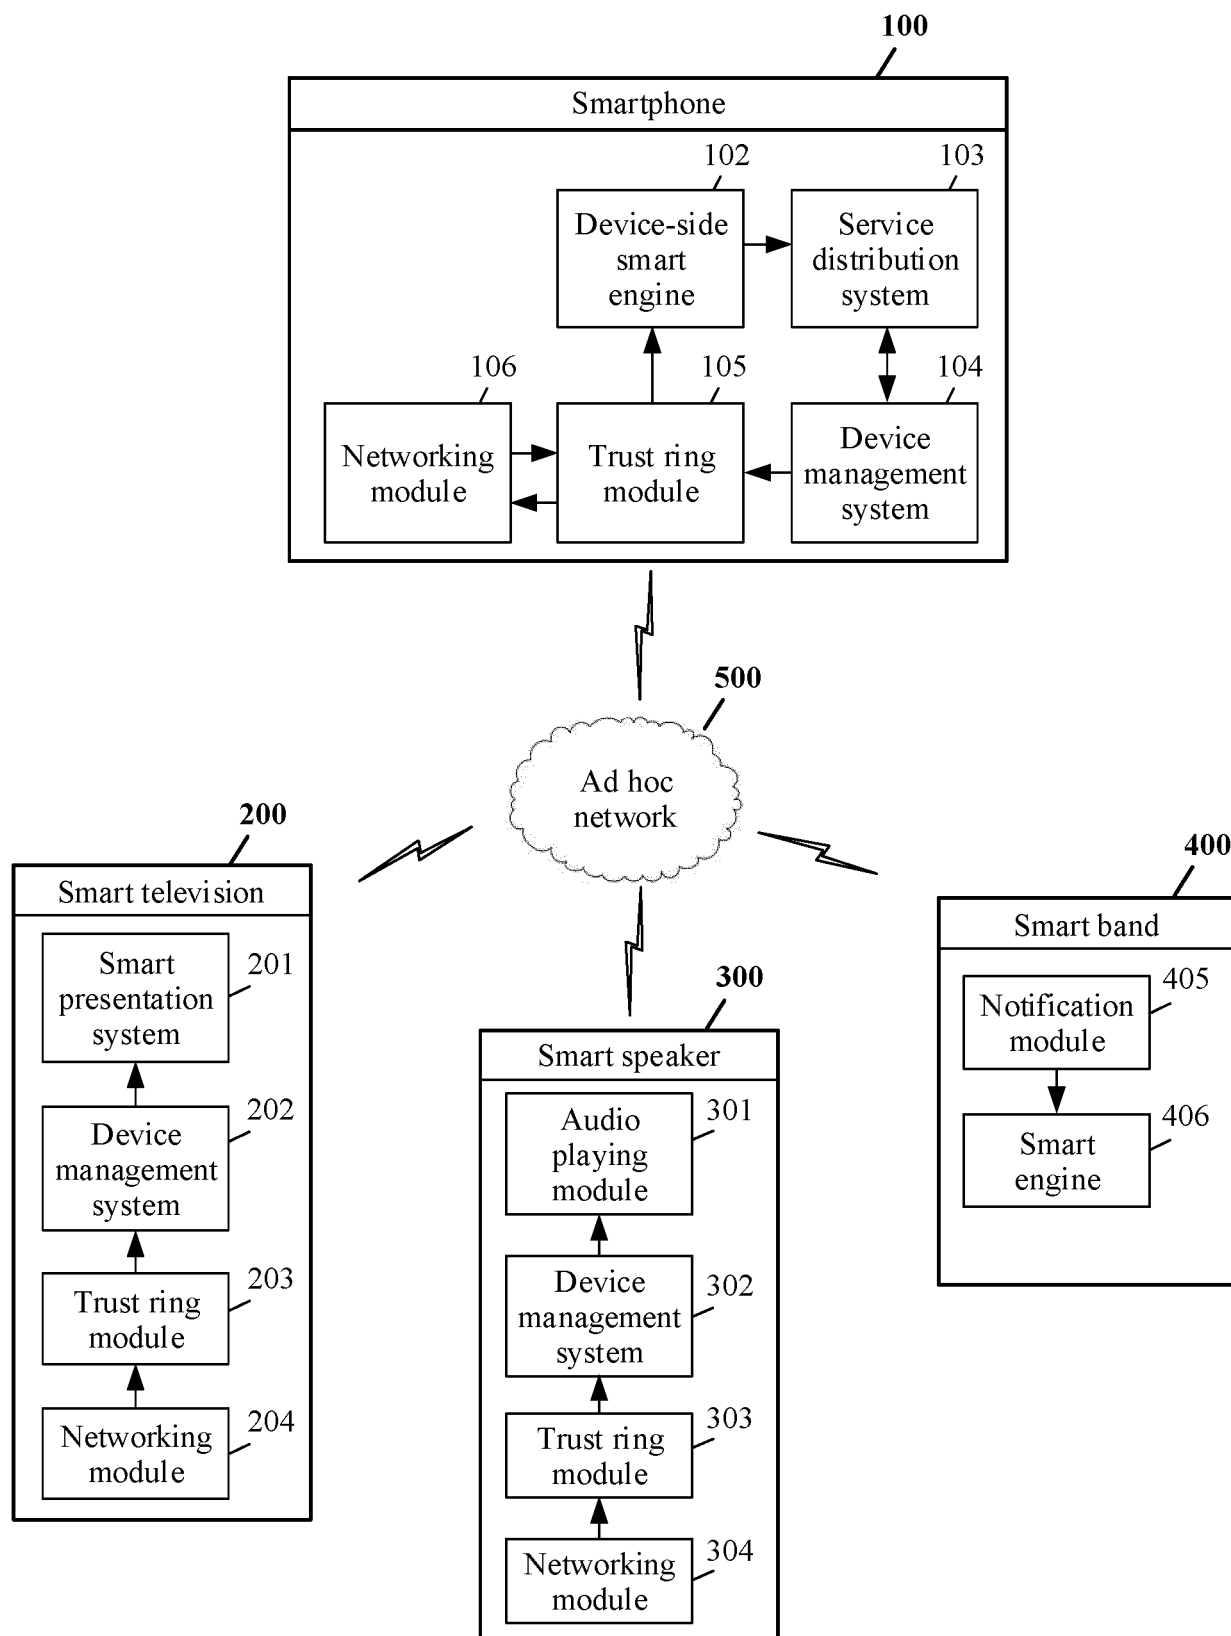 100
Smartphone
102
103
Device-side
smart
engine
Service
distribution
system
106
105
104
Networking
module
Trust ring
module
Device
management
system
500
Ad hoc
network
200
Smart television
Smart
presentation
system
201
Device
management
system
202
Trust ring
module
203
Networking
module
204
300
Smart speaker
Audio
playing
module
301
Device
management
system
302
Trust ring
module
303
Networking
module
304
400
Smart band
Notification
module
405
Smart
engine
406